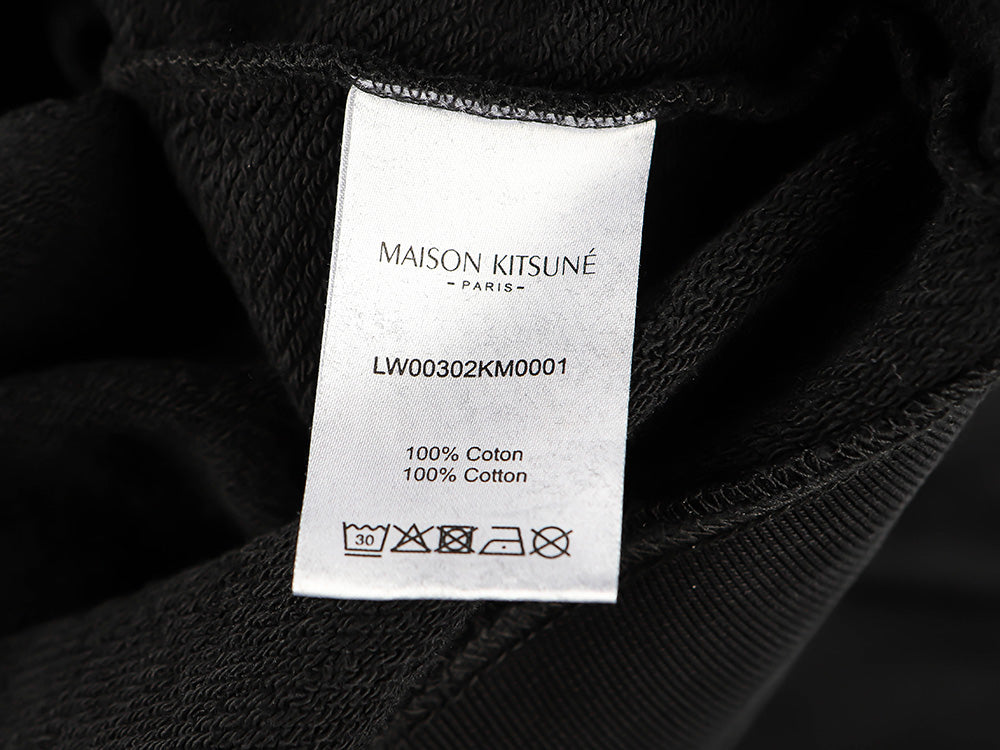 MAISON KITSUNÉ
- PARIS -
LW00302KM0001
100% Coton
100% Cotton
30